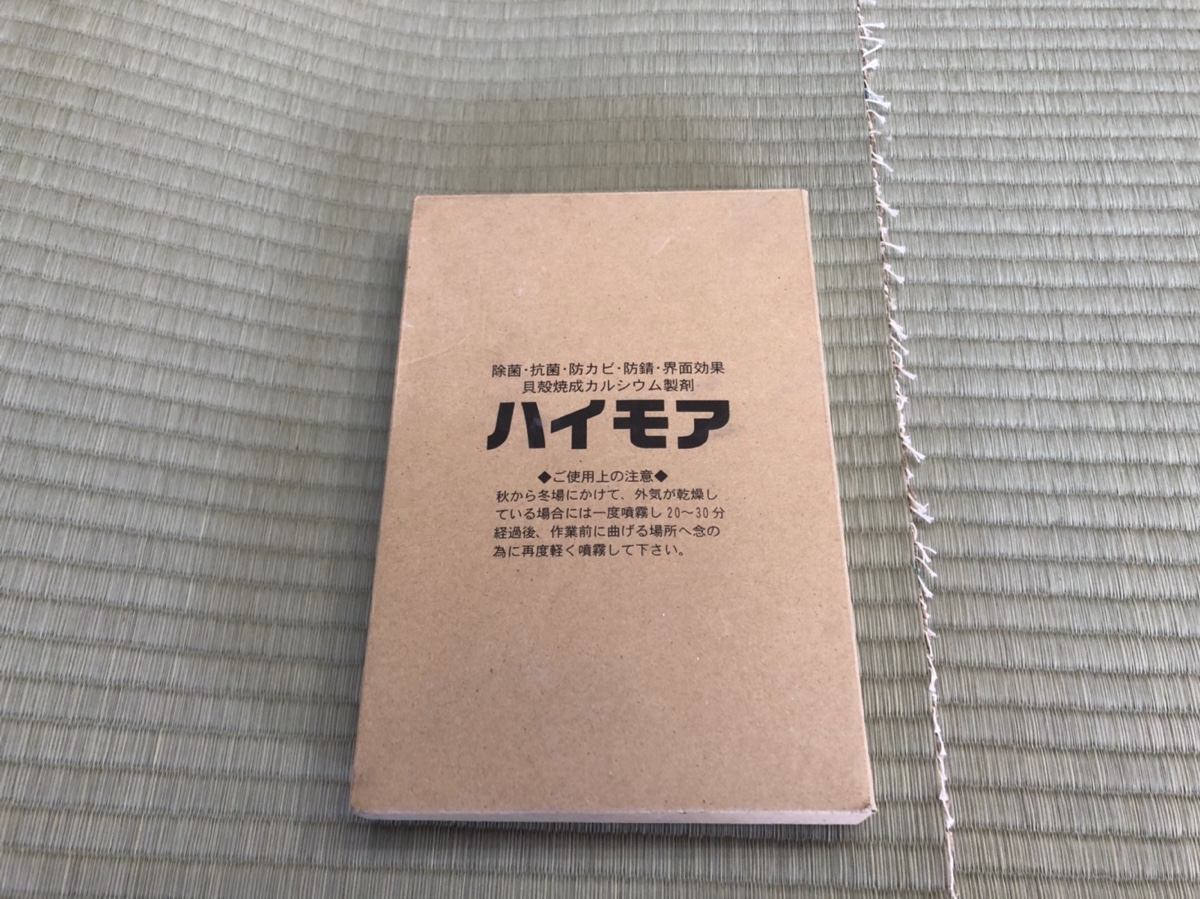 除菌・抗菌・防カビ・防錆・界面効果
貝殻焼成カルシウム製剤
ハイモア
◆ご使用上の注意◆
秋から冬場にかけて、外気が乾燥し
ている場合には一度噴霧し20〜30分
経過後、作業前に曲げる場所へ念の
為に再度軽く噴霧して下さい。